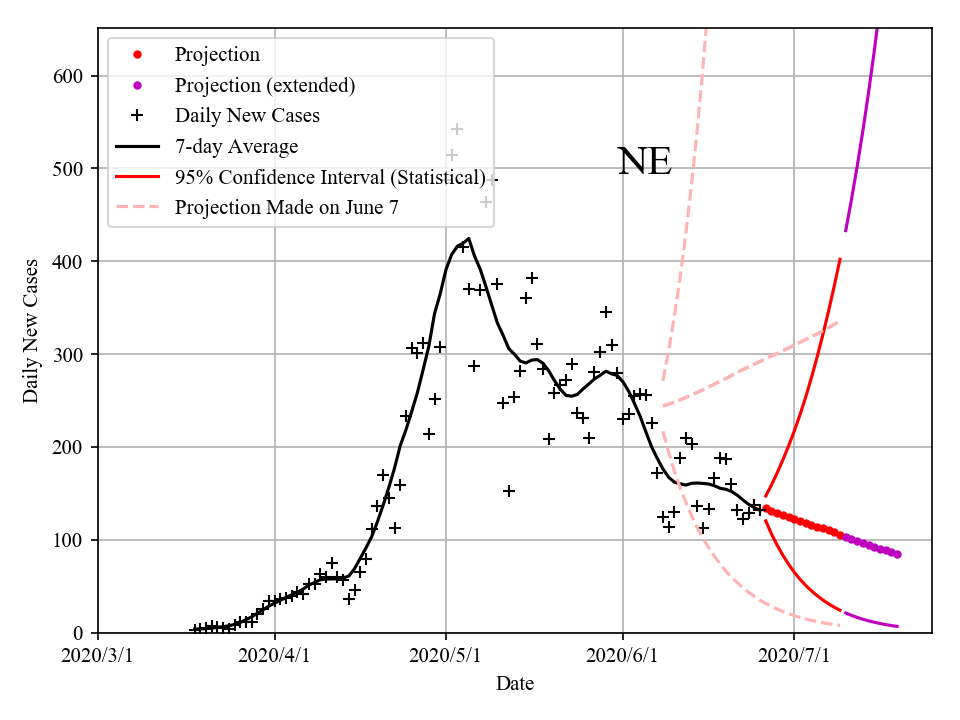 Projection
Projection (extended)
Daily New Cases
7-day Average
95% Confidence Interval (Statistical)
Projection Made on June 7
NE
600
500
400
300
200
100
0
Daily New Cases
2020/3/1 2020/4/1 2020/5/1 2020/6/1 2020/7/1
Date